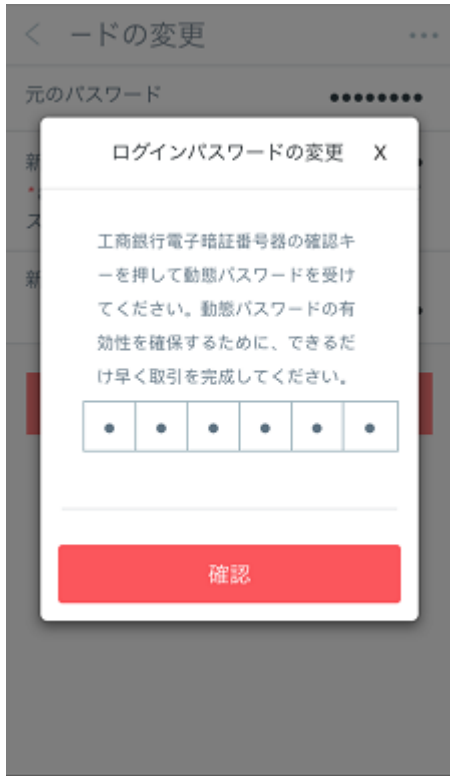 ードの変更
元のパスワード
ログインパスワードの変更 X
新
ス
新
工商銀行電子暗証番号器の確認キ
ーを押して動態パスワードを受け
てください。動態パスワードの有
効性を確保するために、できるだ
け早く取引を完成してください。
確認